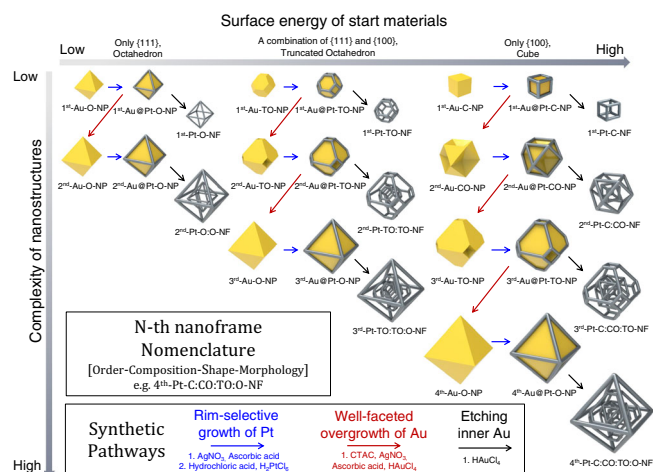 Surface energy of start materials
Low
High
Only {111},
Octahedron
A combination of {111} and {100},
Truncated Octahedron
Only {100},
Cube
Low
Complexity of nanostructures
High
1st-Au-O-NP
1st-Au@Pt-O-NP
1st-Pt-O-NF
1st-Au-TO-NP
1st-Au@Pt-TO-NP
1st-Pt-TO-NF
1st-Au-C-NP
1st-Au@Pt-C-NP
1st-Pt-C-NF
2nd-Au-O-NP
2nd-Au@Pt-O-NP
2nd-Pt-O:O-NF
2nd-Au-TO-NP
2nd-Au@Pt-TO-NP
2nd-Pt-TO:TO-NF
2nd-Au-CO-NP
2nd-Au@Pt-CO-NP
2nd-Pt-C:CO-NF
3rd-Au-O-NP
3rd-Au@Pt-O-NP
3rd-Pt-TO:TO:O-NF
3rd-Au-TO-NP
3rd-Au@Pt-TO-NP
3rd-Pt-C:CO:TO-NF
4th-Au-O-NP
4th-Au@Pt-O-NP
4th-Pt-C:CO:TO:O-NF
N-th nanoframe
Nomenclature
[Order-Composition-Shape-Morphology]
e.g. 4th-Pt-C:CO:TO:O-NF
Synthetic
Pathways
Rim-selective
growth of Pt
1. AgNO3, Ascorbic acid
2. Hydrochloric acid, H2PtCl6
Well-faceted
overgrowth of Au
1. CTAC, AgNO3,
Ascorbic acid, HAuCl4
Etching
inner Au
1. HAuCl4